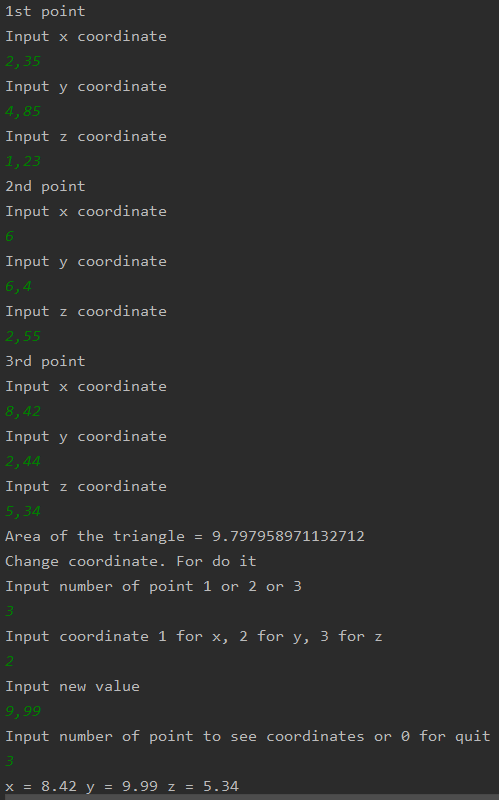 1st point
Input x coordinate
2,35
Input y coordinate
4,85
Input z coordinate
1,23
2nd point
Input x coordinate
6
Input y coordinate
6,4
Input z coordinate
2,55
3rd point
Input x coordinate
8,42
Input y coordinate
2,44
Input z coordinate
5,34
Area of the triangle = 9.797958971132712
Change coordinate. For do it
Input number of point 1 or 2 or 3
3
Input coordinate 1 for x, 2 for y, 3 for z
2
Input new value
9,99
Input number of point to see coordinates or 0 for quit
3
x = 8.42 y = 9.99 z = 5.34